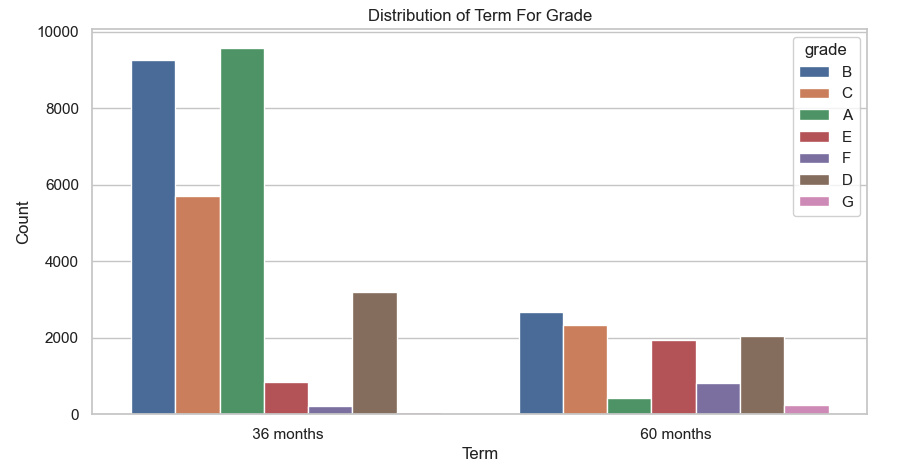 Distribution of Term For Grade
Count
10000
8000
6000
4000
2000
0
36 months
60 months
Term
grade
B
C
A
E
F
D
G